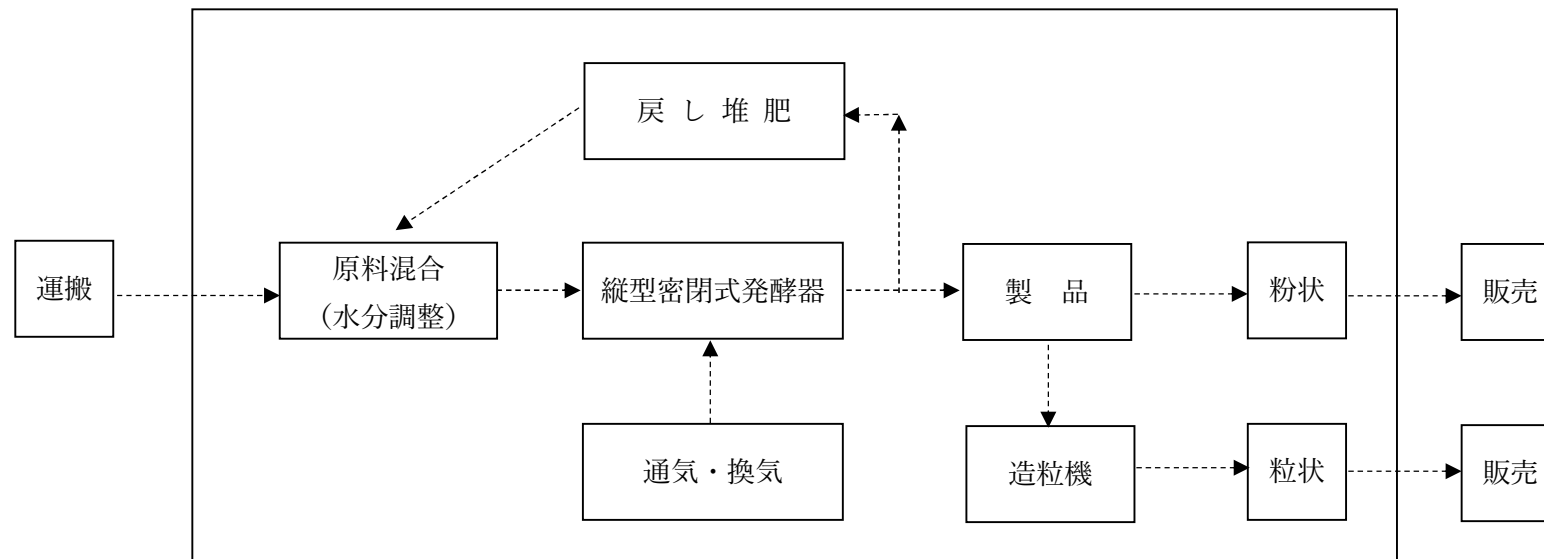 戻し堆肥
運搬
原料混合
（水分調整）
縦型密閉式発酵器
製　品
粉状
販売
通気・換気
造粒機
粒状
販売